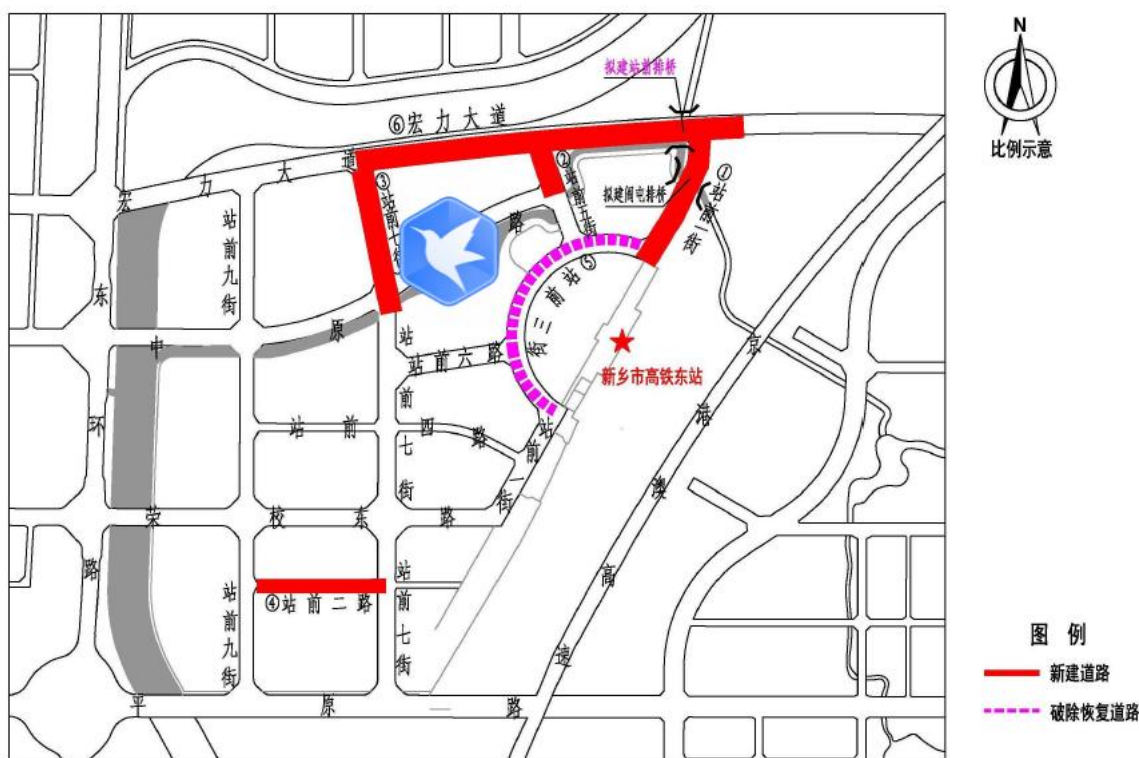 N
比例示意
拟建站前排桥
⑥宏力大道
宏力大道
②站前五街
③站前七街
①站前一街
拟建阎屯排桥
站前九街
路
⑤站前三街
中原
站前六路
新乡市高铁东站
东环路
站前四路
站前七街
站前一街
京港澳高速
荣校东路
④站前二路
站前九街
站前七街
平原路
图例
新建道路
破除恢复道路